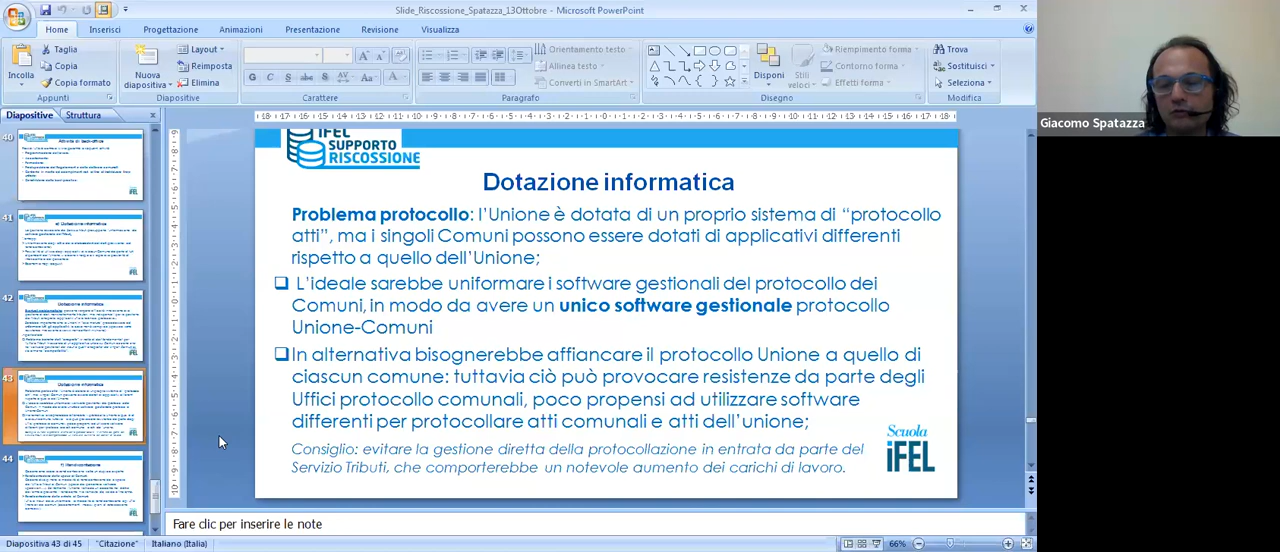 Slide_Riscossione_Spatazza_13Ottobre - Microsoft PowerPoint
Home Inserisci Progettazione Animazioni Presentazione Revisione Visualizza
Taglia
Copia
Copia formato
Incolla
Appunti
Nuova diapositiva
Layout
Reimposta
Elimina
Diapositive
Carattere
Orientamento testo
Allinea testo
Converti in SmartArt
Paragrafo
Disponi
Stili veloci
Riempimento forma
Contorno forma
Effetti forma
Disegno
Trova
Sostituisci
Seleziona
Modifica
Giacomo Spatazza
Diapositive Struttura
40
41
42
43
44
IFEL
SUPPORTO
RISCOSSIONE
Dotazione informatica
Problema protocollo: l'Unione è dotata di un proprio sistema di “protocollo
atti”, ma i singoli Comuni possono essere dotati di applicativi differenti
rispetto a quello dell'Unione;
L'ideale sarebbe uniformare i software gestionali del protocollo dei
Comuni, in modo da avere un unico software gestionale protocollo
Unione-Comuni
In alternativa bisognerebbe affiancare il protocollo Unione a quello di
ciascun comune: tuttavia ciò può provocare resistenze da parte degli
Uffici protocollo comunali, poco propensi ad utilizzare software
differenti per protocollare atti comunali e atti dell'unione;
Consiglio: evitare la gestione diretta della protocollazione in entrata da parte del
Servizio Tributi, che comporterebbe un notevole aumento dei carichi di lavoro.
Scuola
IFEL
Fare clic per inserire le note
Diapositiva 43 di 45 "Citazione" Italiano (Italia) 66%